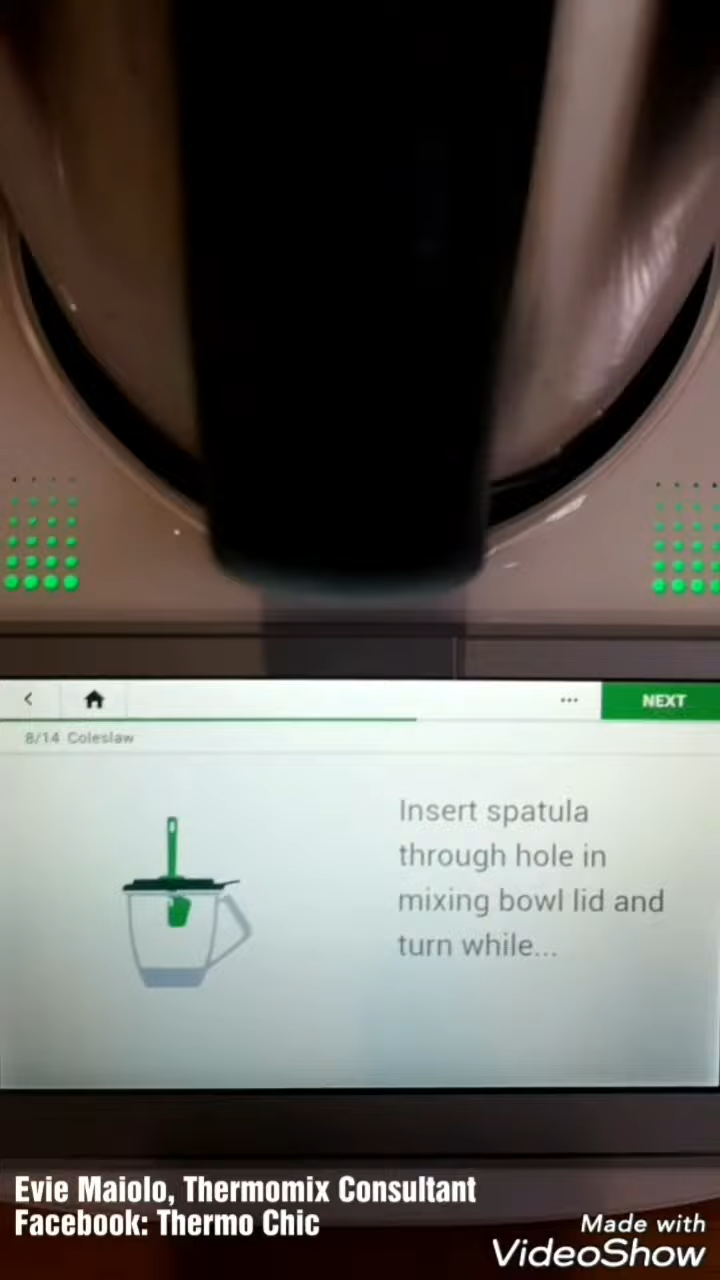 NEXT
8/14 Coleslaw
Insert spatula
through hole in
mixing bowl lid and
turn while...
Evie Maiolo, Thermomix Consultant
Facebook: Thermo Chic
Made with
VideoShow